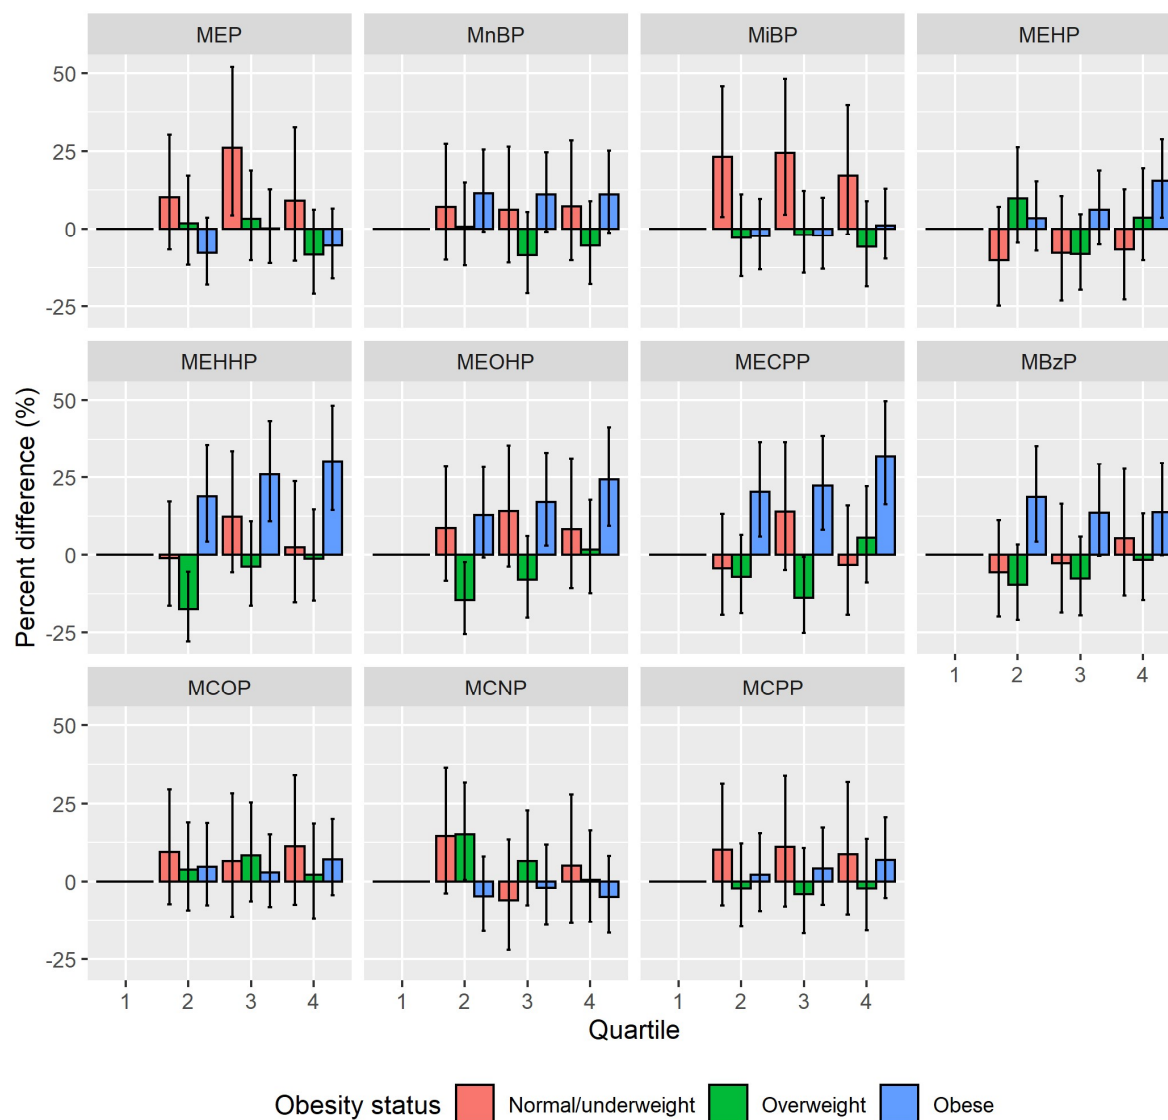 MEP MnBP MiBP MEHP
50
25
0
-25
MEHHP MEOHP MECPP MBzP
50
25
0
-25
1 2 3 4
MCOP MCNP MCPP
50
25
0
-25
1 2 3 4 1 2 3 4 1 2 3 4
Percent difference (%)
Quartile
Obesity status Normal/underweight Overweight Obese